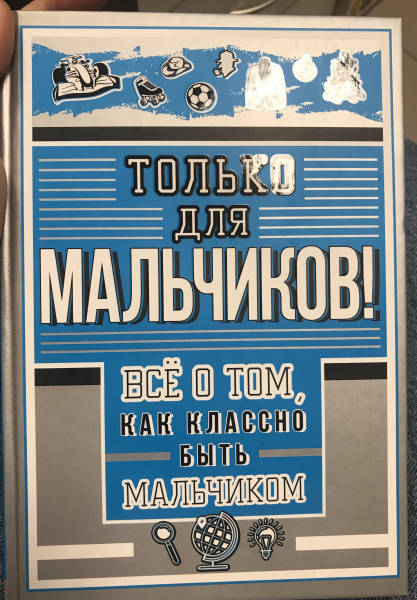 ТОЛЬКО
ДЛЯ
МАЛЬЧИКОВ!
ВСЁ О ТОМ,
КАК КЛАССНО
БЫТЬ
МАЛЬЧИКОМ